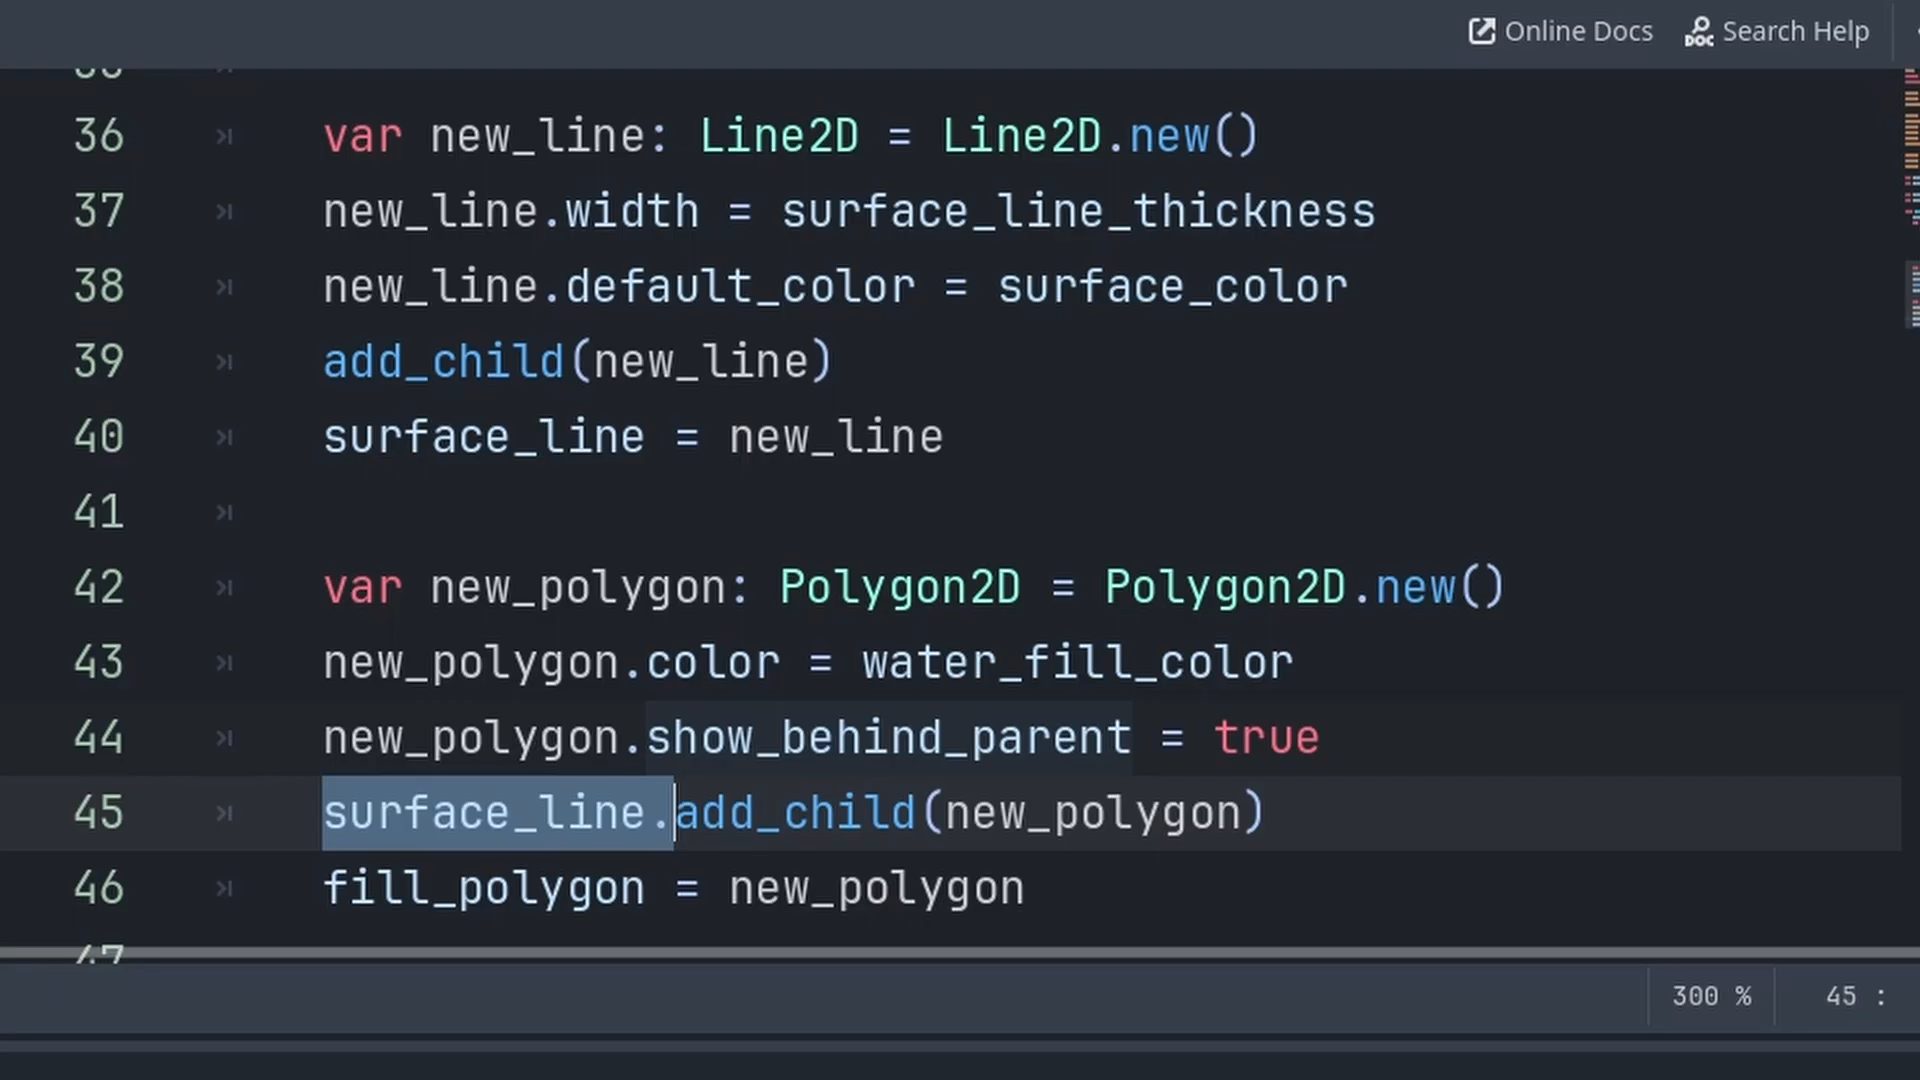 Online Docs Search Help
36 var new_line: Line2D = Line2D.new()
37 new_line.width = surface_line_thickness
38 new_line.default_color = surface_color
39 add_child(new_line)
40 surface_line = new_line
41
42 var new_polygon: Polygon2D = Polygon2D.new()
43 new_polygon.color = water_fill_color
44 new_polygon.show_behind_parent = true
45 surface_line.add_child(new_polygon)
46 fill_polygon = new_polygon
47
300 % 45 :